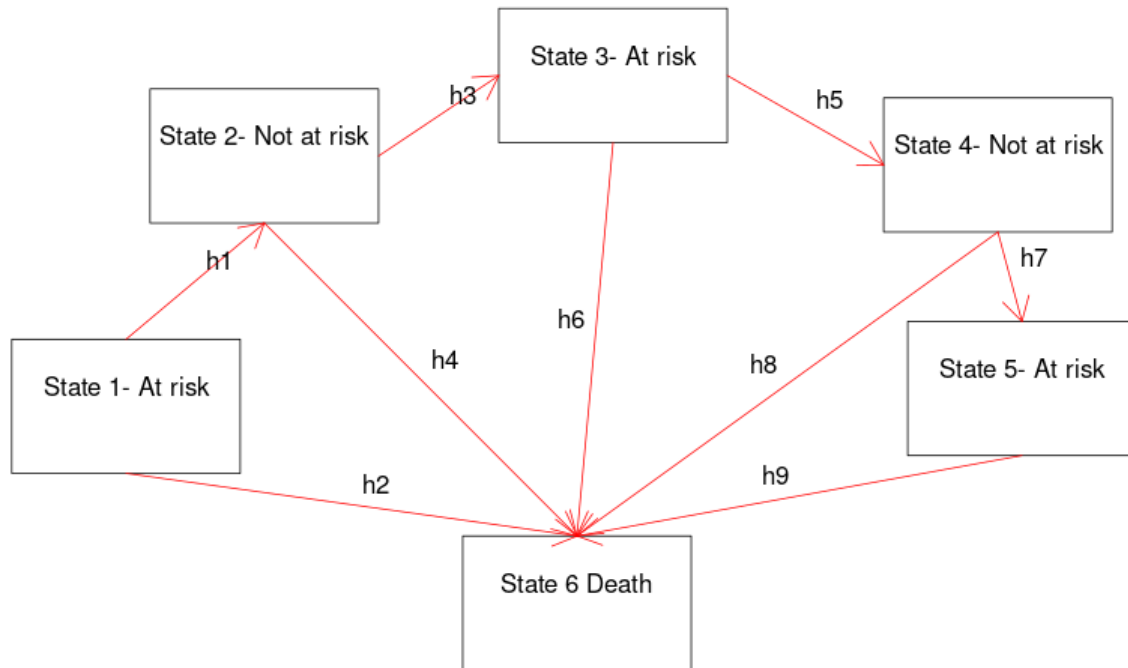 State 3- At risk
h3
h5
State 2- Not at risk
State 4- Not at risk
h1
h7
h6
h4
h8
State 1- At risk
State 5- At risk
h2
h9
State 6 Death